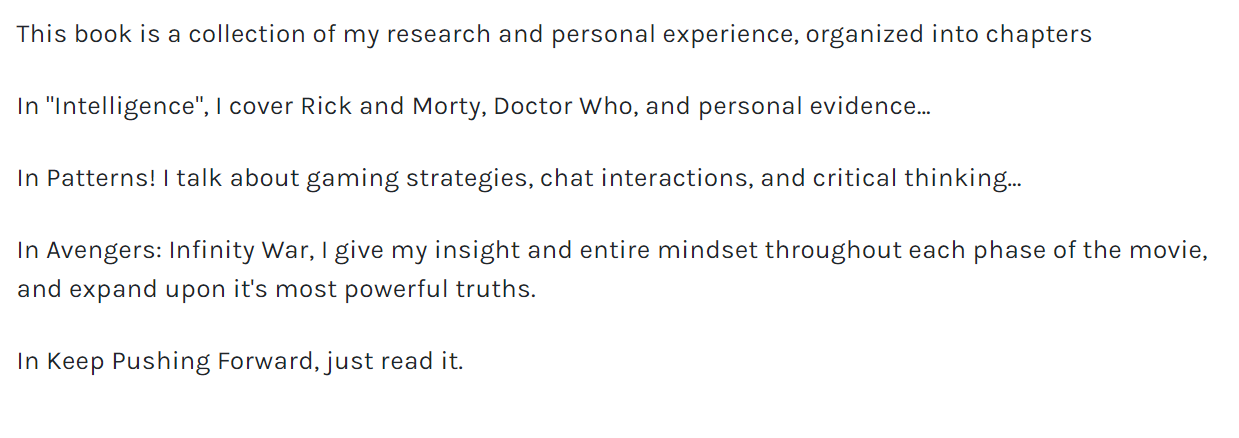 This book is a collection of my research and personal experience, organized into chapters
In "Intelligence", I cover Rick and Morty, Doctor Who, and personal evidence...
In Patterns! I talk about gaming strategies, chat interactions, and critical thinking...
In Avengers: Infinity War, I give my insight and entire mindset throughout each phase of the movie,
and expand upon it's most powerful truths.
In Keep Pushing Forward, just read it.